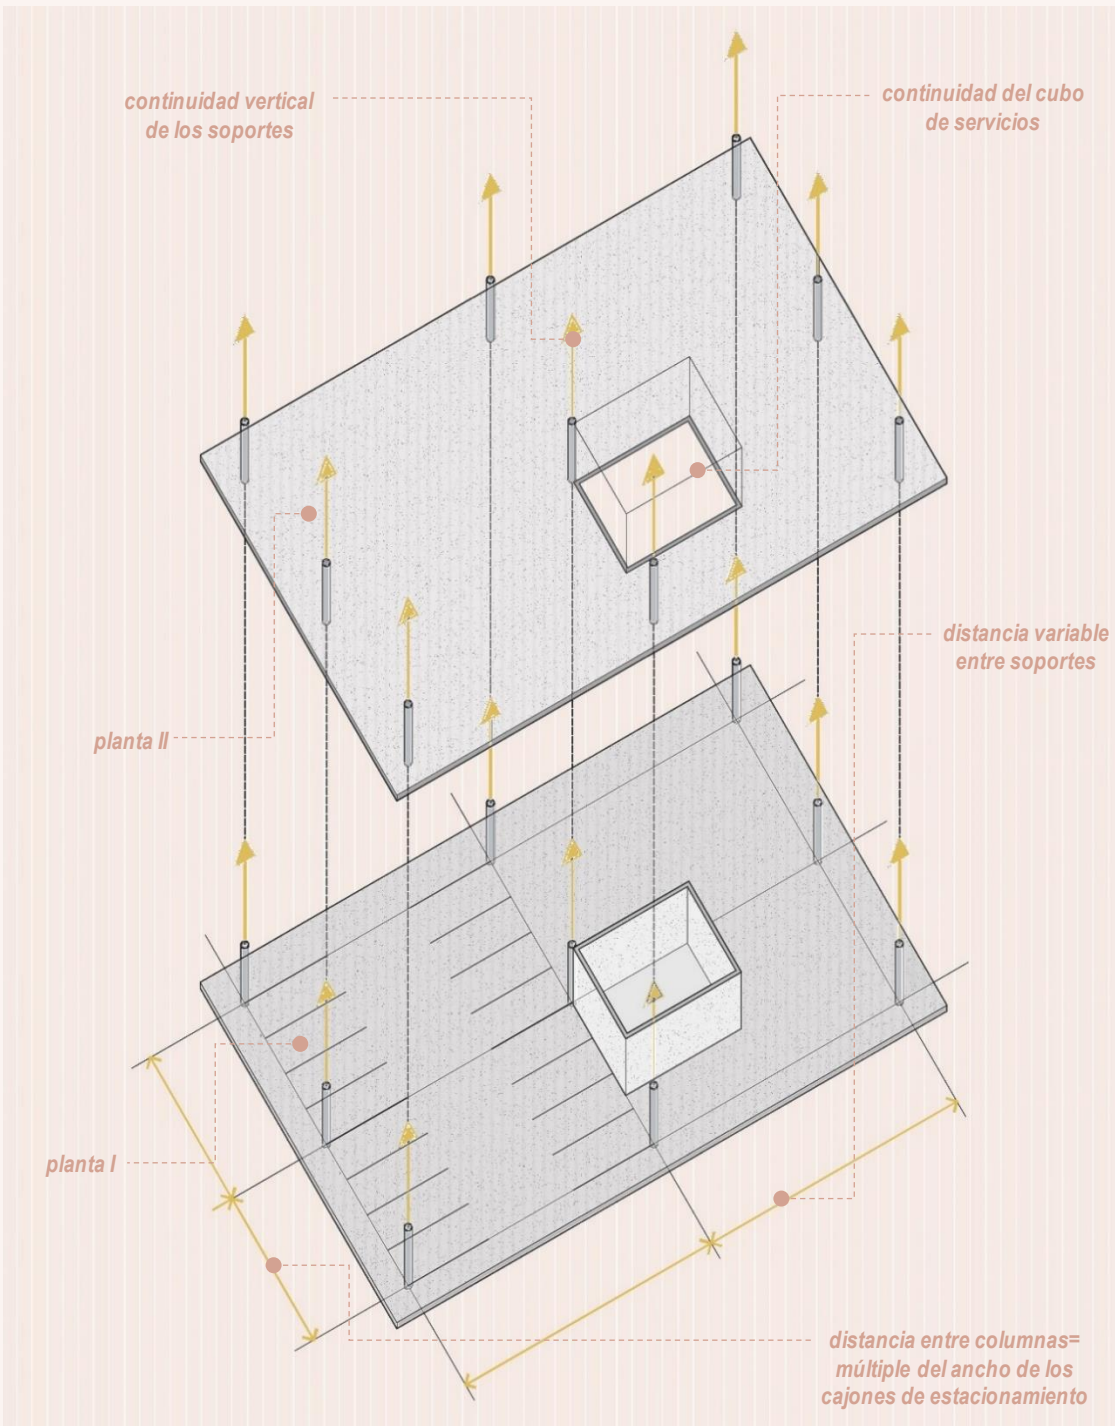 continuidad vertical
de los soportes
continuidad del cubo
de servicios
distancia variable
entre soportes
planta II
planta I
distancia entre columnas=
múltiple del ancho de los
cajones de estacionamiento